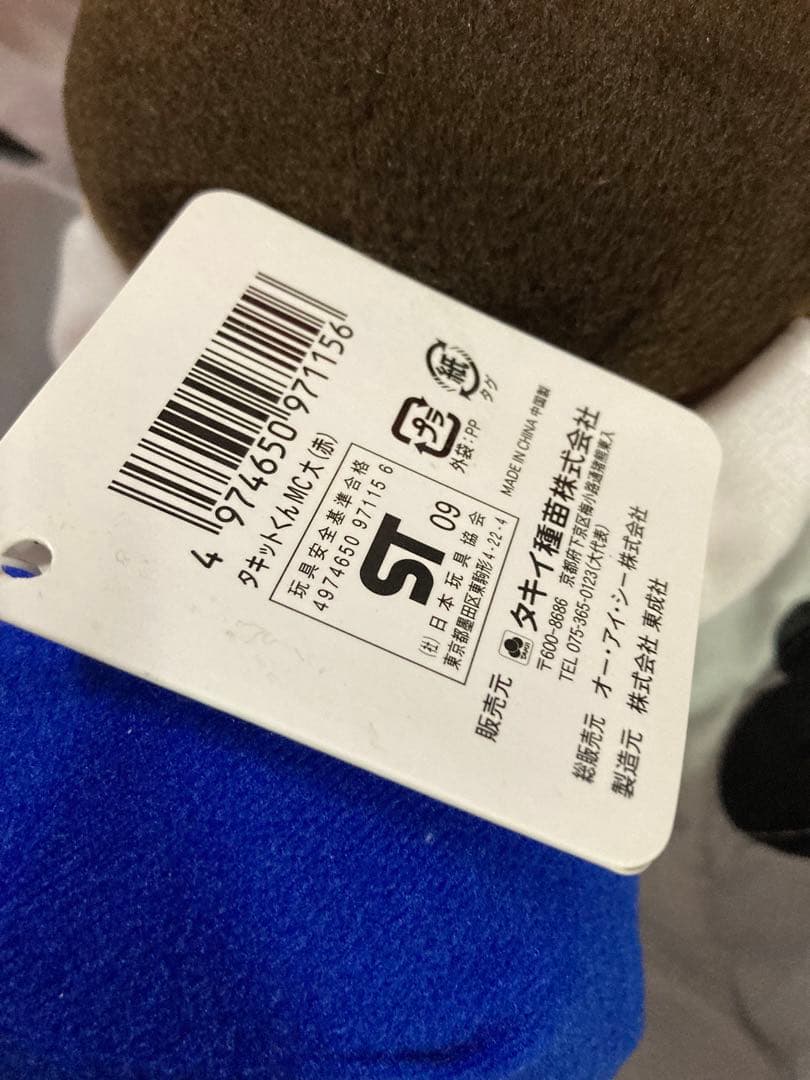 4 974650 971156
タキットくんMC大(赤)
玩具安全基準合格
4974650 97115 6
ST 09
(社)日本玩具協会
東京都墨田区東駒形4-22-4
紙
タグ
プラ
外装:PP
MADE IN CHINA 中国製
販売元 タキイ種苗株式会社
〒600-8686 京都府下京区梅小路通猪熊東入
TEL 075-365-0123(大代表)
総販売元 オー・アイ・シー株式会社
製造元 株式会社 東成社